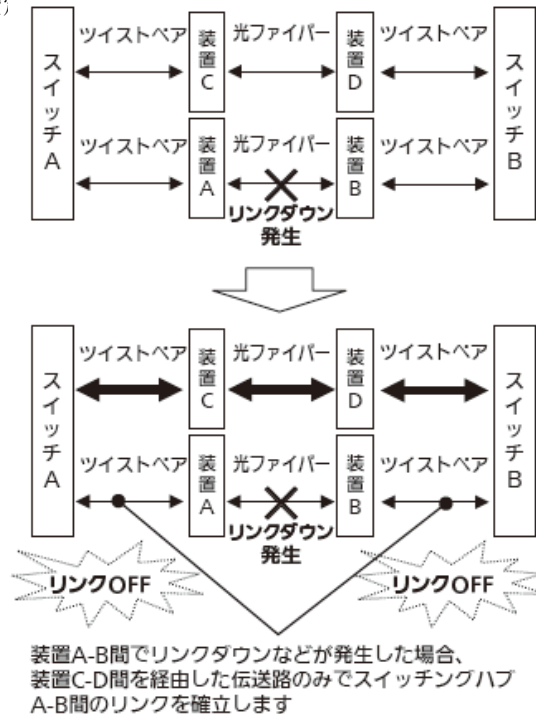 ツイストペア
光ファイバー
ツイストペア
スイッチA
装置C
装置D
スイッチB
ツイストペア
光ファイバー
ツイストペア
装置A
装置B
リンクダウン
発生
ツイストペア
光ファイバー
ツイストペア
スイッチA
装置C
装置D
スイッチB
ツイストペア
光ファイバー
ツイストペア
装置A
装置B
リンクダウン
発生
リンクOFF
リンクOFF
装置A-B間でリンクダウンなどが発生した場合、
装置C-D間を経由した伝送路のみでスイッチングハブ
A-B間のリンクを確立します